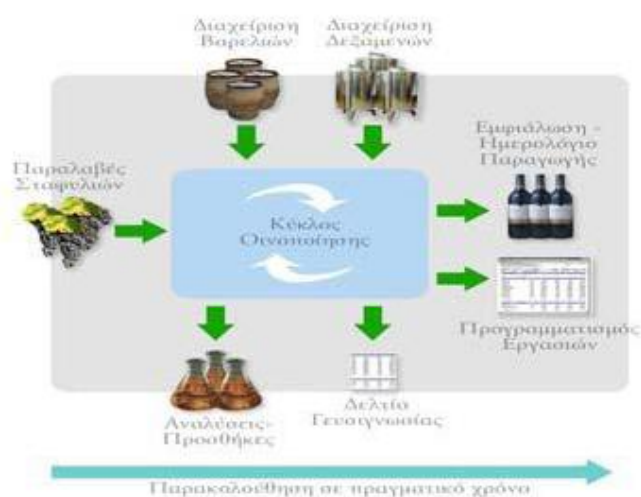 Διαχείριση
Βαρελιών
Διαχείριση
Δεξαμενών
Εμφιάλωση -
Ημερολόγιο
Παραγωγής
Παραλαβές
Σταφυλιών
Κύκλος
Οινοποίησης
Προγραμματισμός
Εργασιών
Αναλύσεις-
Προσθήκες
Δελτία
Γευσιγνωσίας
Παρακολούθηση σε πραγματικό χρόνο